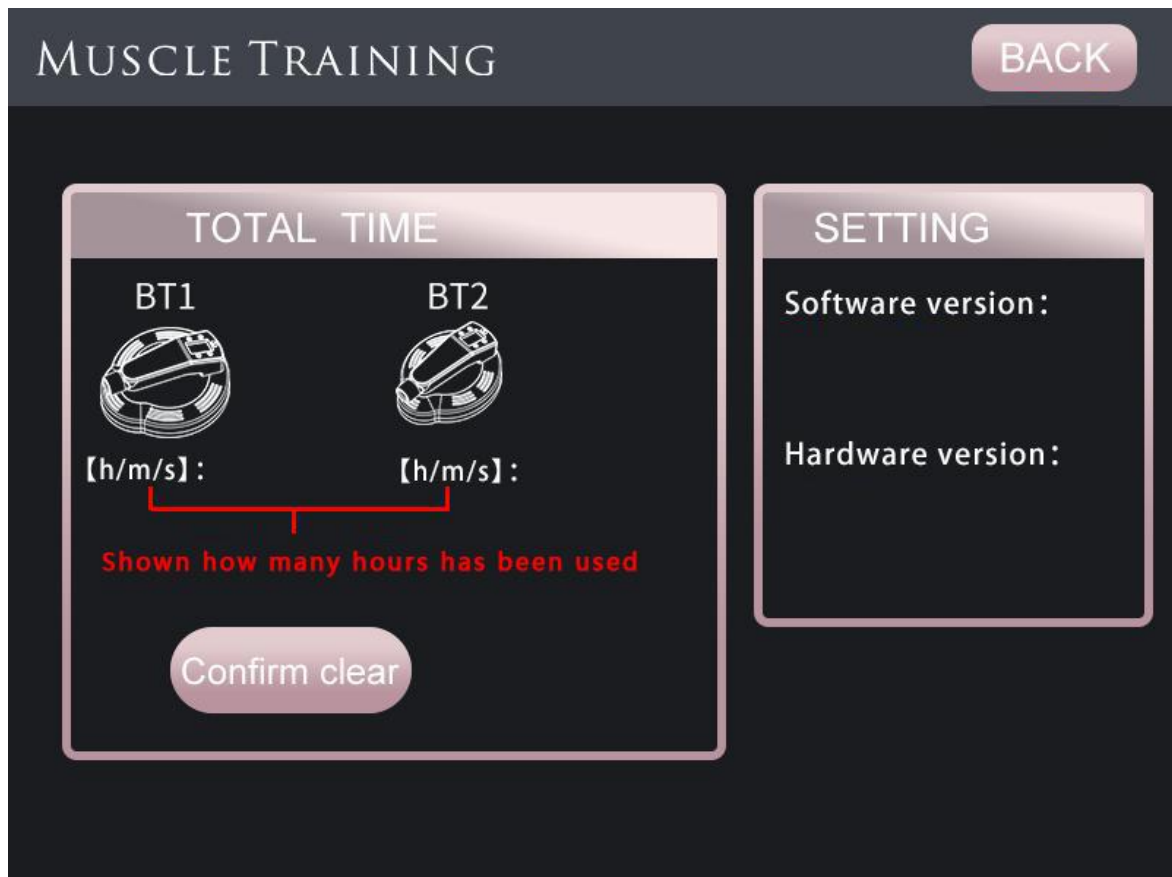 MUSCLE TRAINING
BACK
TOTAL TIME
BT1 BT2
【h/m/s】: 【h/m/s】:
Shown how many hours has been used
Confirm clear
SETTING
Software version:
Hardware version: